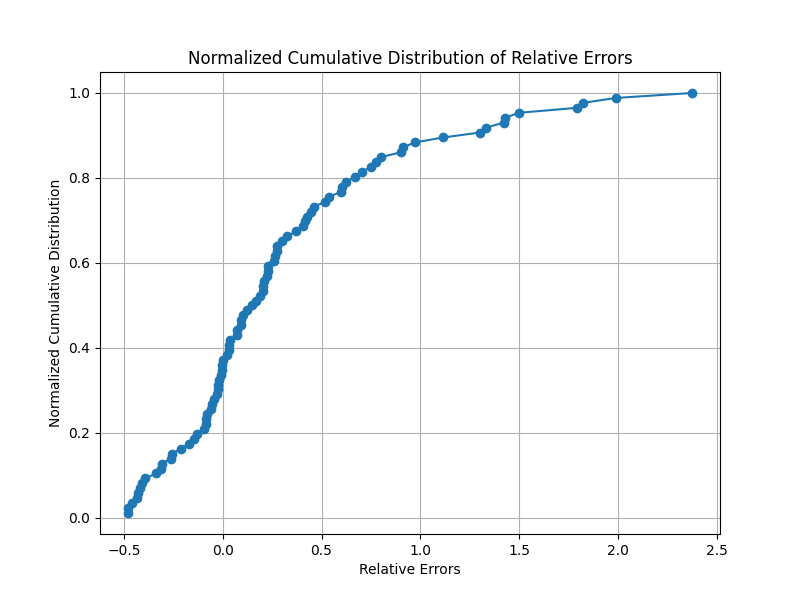 Normalized Cumulative Distribution of Relative Errors
Normalized Cumulative Distribution
1.0
0.8
0.6
0.4
0.2
0.0
−0.5 0.0 0.5 1.0 1.5 2.0 2.5
Relative Errors